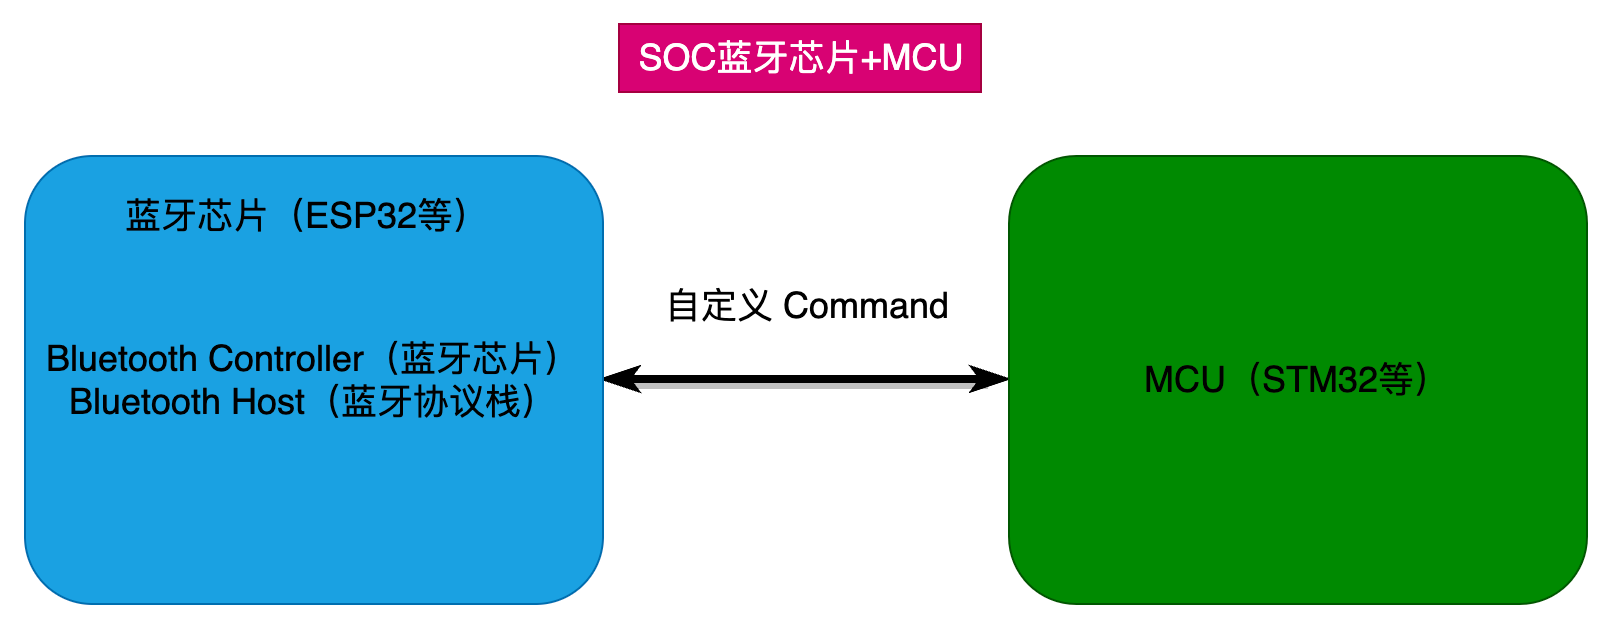 SOC蓝牙芯片+MCU
蓝牙芯片（ESP32等）
Bluetooth Controller（蓝牙芯片）
Bluetooth Host（蓝牙协议栈）
自定义 Command
MCU（STM32等）